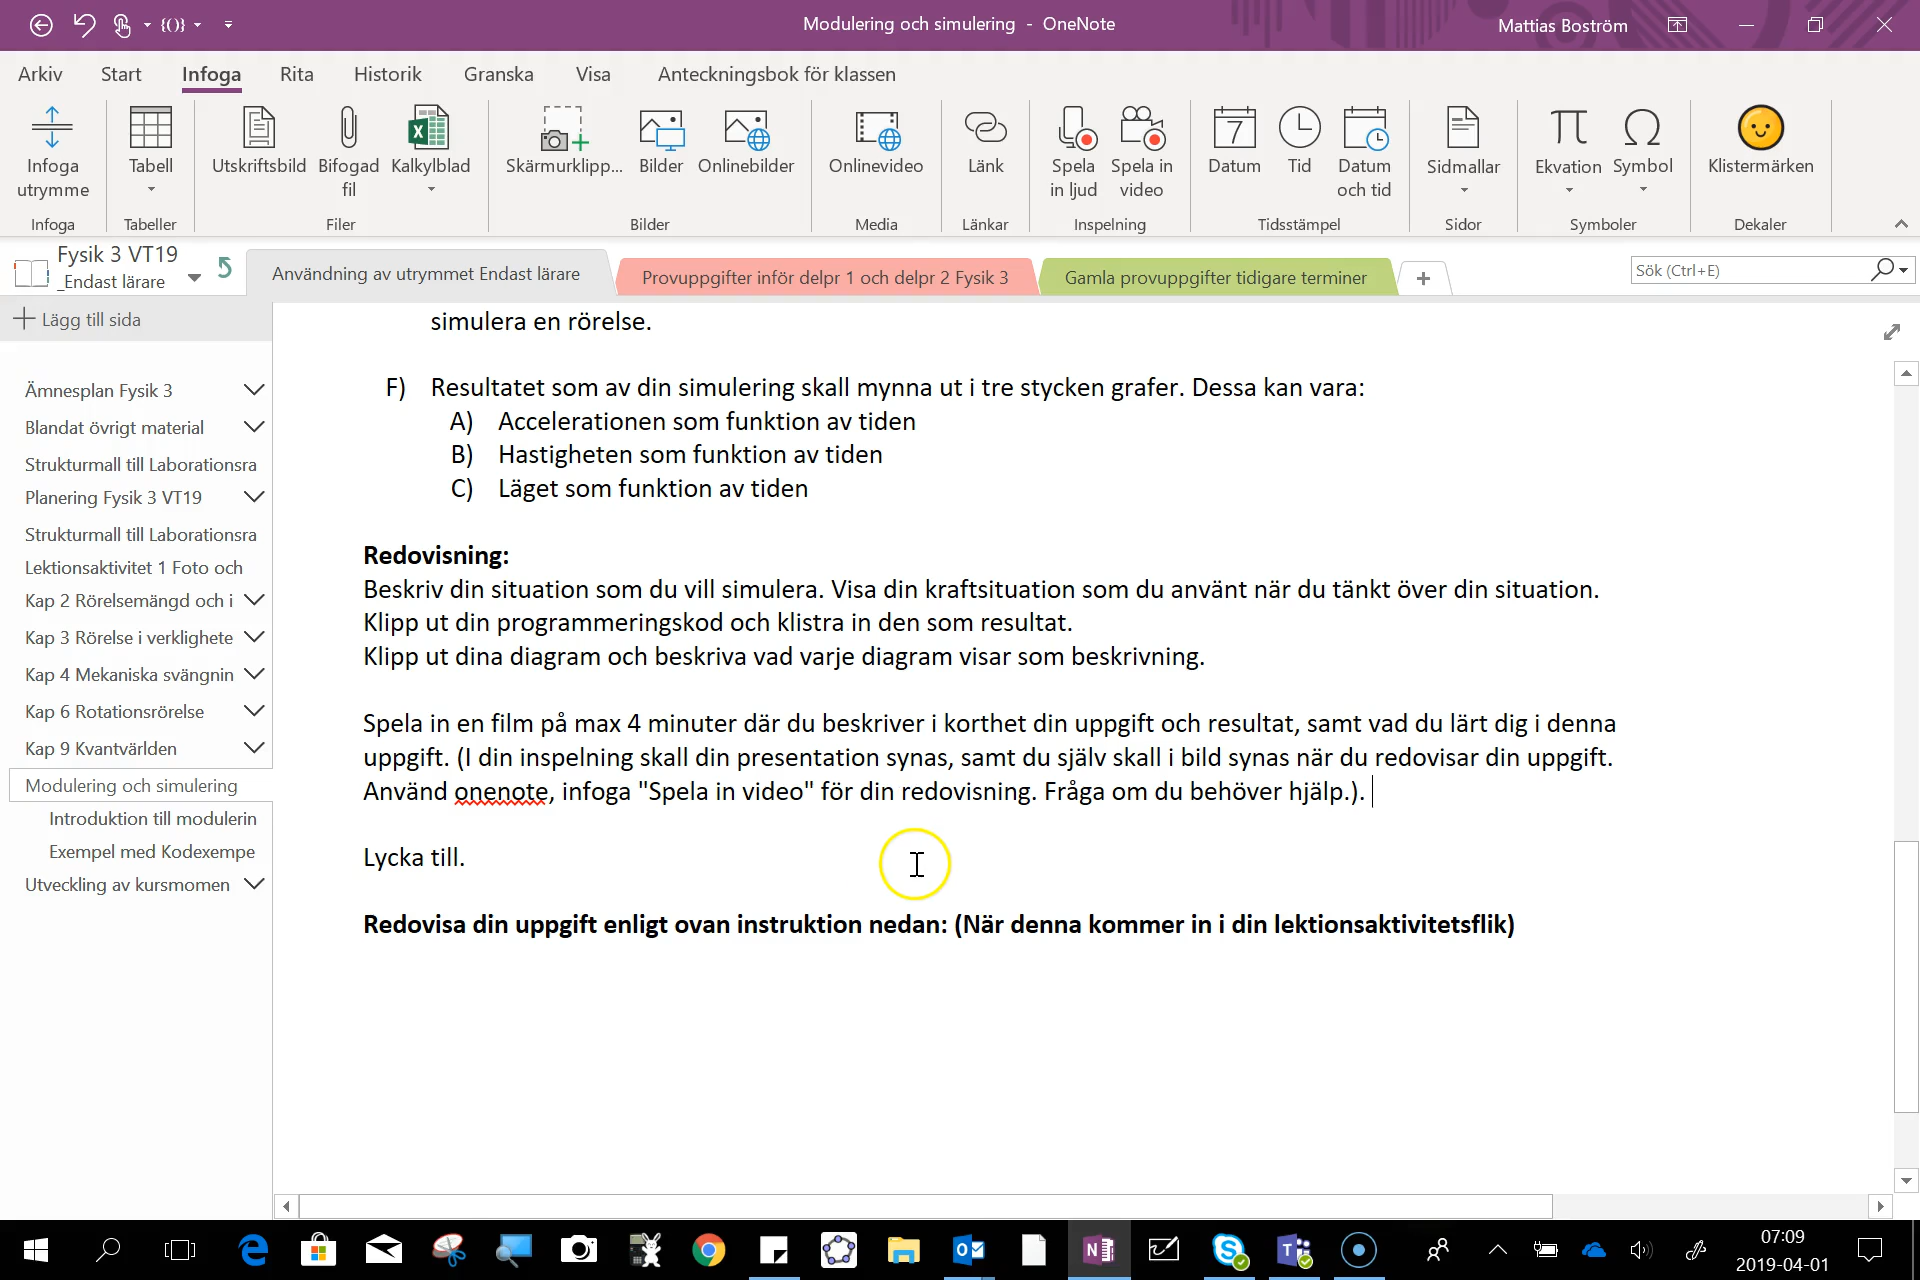 Modulering och simulering - OneNote
Mattias Boström
Arkiv Start Infoga Rita Historik Granska Visa Anteckningsbok för klassen
Infoga utrymme
Tabell
Utskriftsbild
Bifogad fil
Kalkylblad
Skärmurklipp...
Bilder
Onlinebilder
Onlinevideo
Länk
Spela in ljud
Spela in video
Datum
Tid
Datum och tid
Sidmallar
Ekvation
Symbol
Klistermärken
Infoga Tabeller Filer Bilder Media Länkar Inspelning Tidsstämpel Sidor Symboler Dekaler
Fysik 3 VT19
_Endast lärare
Användning av utrymmet Endast lärare
Provuppgifter inför delpr 1 och delpr 2 Fysik 3
Gamla provuppgifter tidigare terminer
Sök (Ctrl+E)
Lägg till sida
Ämnesplan Fysik 3
Blandat övrigt material
Strukturmall till Laborationsra
Planering Fysik 3 VT19
Strukturmall till Laborationsra
Lektionsaktivitet 1 Foto och
Kap 2 Rörelsemängd och i
Kap 3 Rörelse i verklighete
Kap 4 Mekaniska svängnin
Kap 6 Rotationsrörelse
Kap 9 Kvantvärlden
Modulering och simulering
Introduktion till modulerin
Exempel med Kodexempe
Utveckling av kursmomen
simulera en rörelse.
F) Resultatet som av din simulering skall mynna ut i tre stycken grafer. Dessa kan vara:
A) Accelerationen som funktion av tiden
B) Hastigheten som funktion av tiden
C) Läget som funktion av tiden
Redovisning:
Beskriv din situation som du vill simulera. Visa din kraftsituation som du använt när du tänkt över din situation.
Klipp ut din programmeringskod och klistra in den som resultat.
Klipp ut dina diagram och beskriva vad varje diagram visar som beskrivning.
Spela in en film på max 4 minuter där du beskriver i korthet din uppgift och resultat, samt vad du lärt dig i denna
uppgift. (I din inspelning skall din presentation synas, samt du själv skall i bild synas när du redovisar din uppgift.
Använd onenote, infoga "Spela in video" för din redovisning. Fråga om du behöver hjälp.).
Lycka till.
Redovisa din uppgift enligt ovan instruktion nedan: (När denna kommer in i din lektionsaktivitetsflik)
07:09
2019-04-01